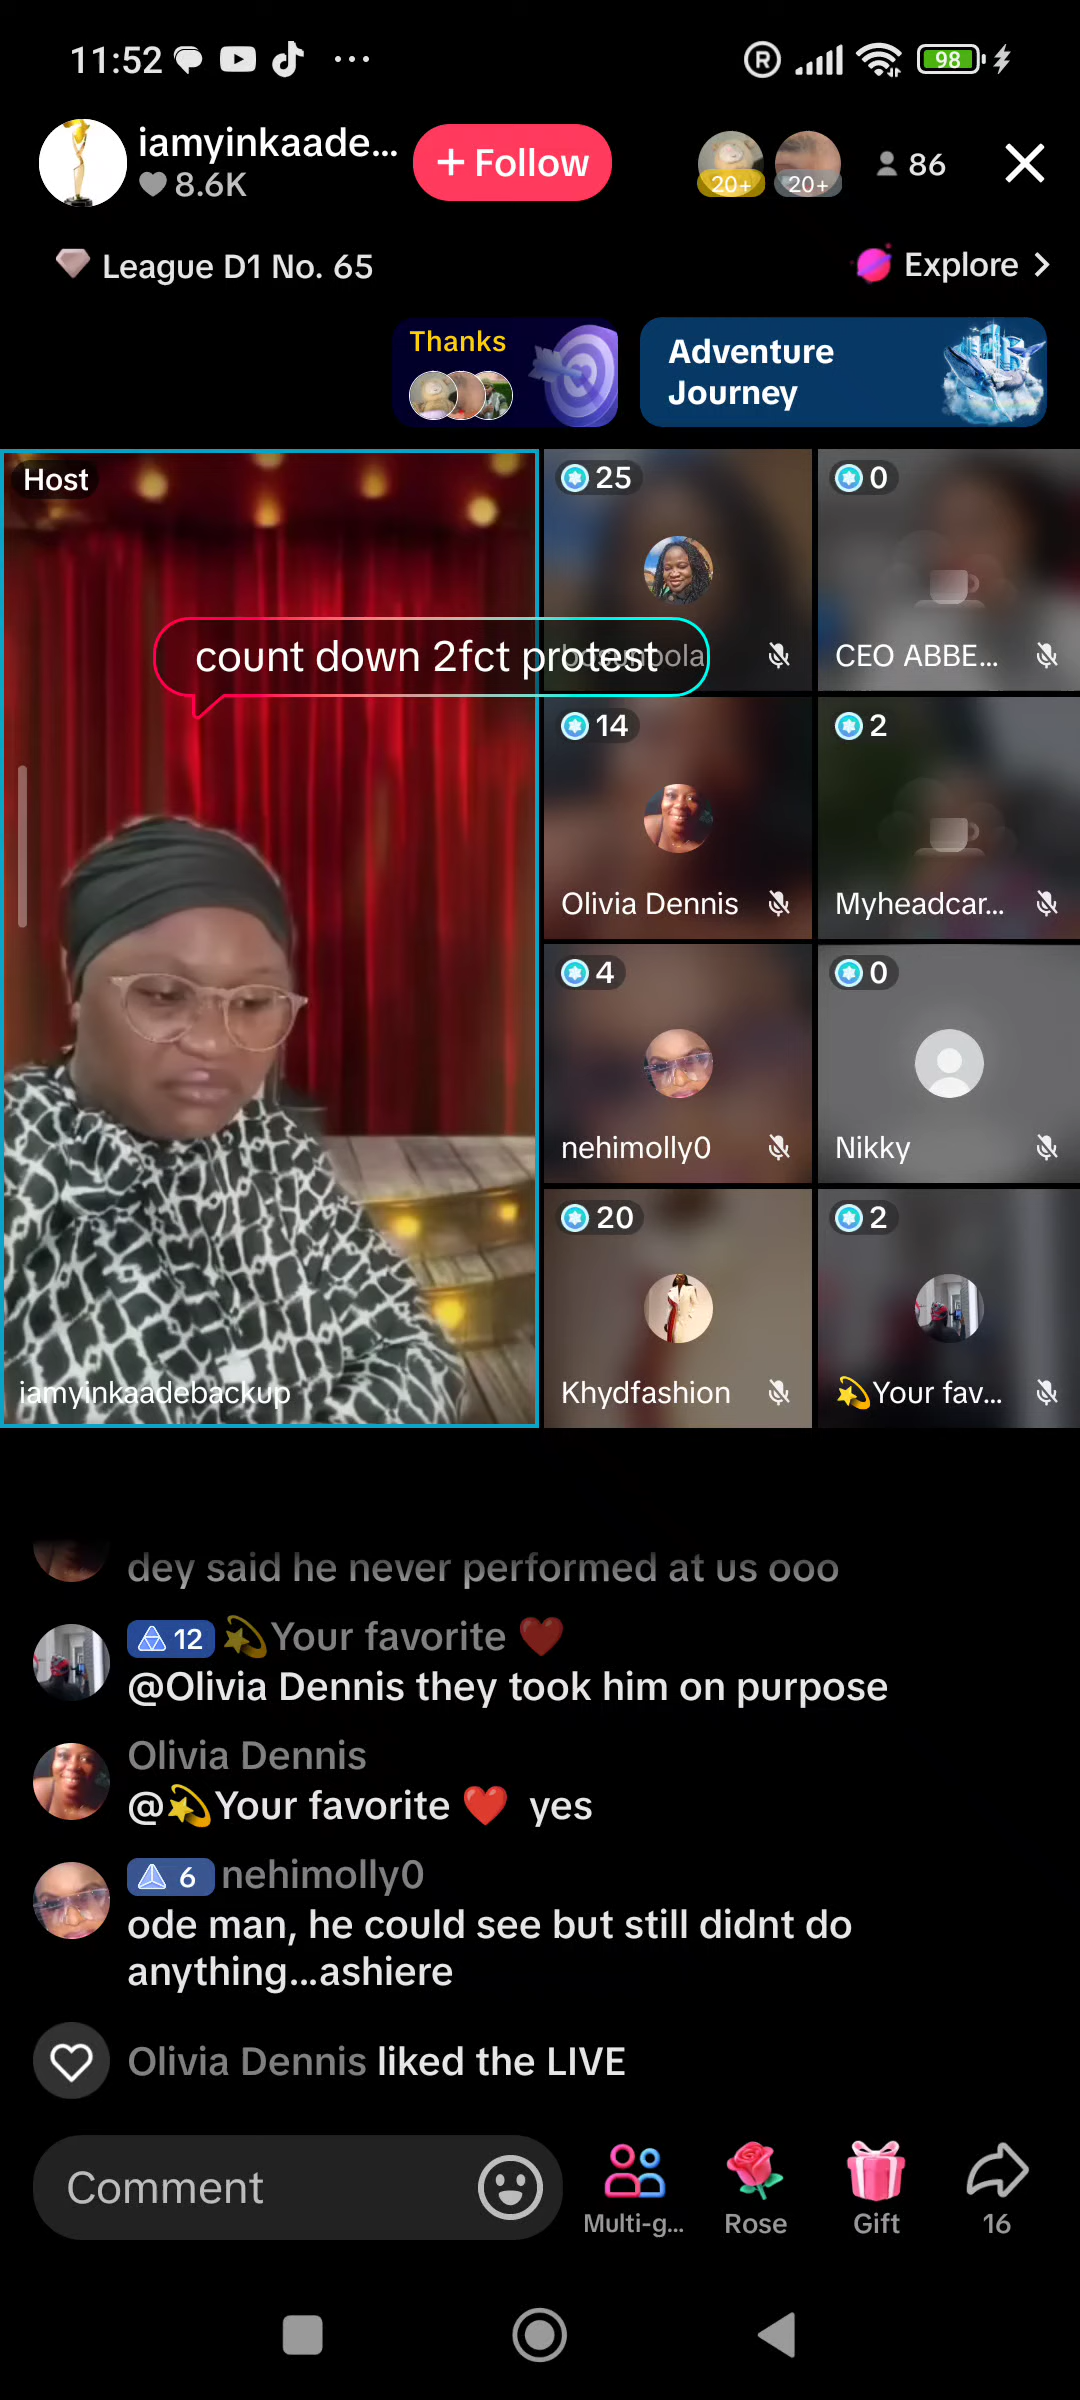 11:52
98
iamyinkaade...
8.6K
+ Follow
20+
20+
86
League D1 No. 65
Explore
Thanks
Adventure
Journey
Host
25
0
count down 2fct protest
CEO ABBE...
14
2
Olivia Dennis
Myheadcar...
4
0
nehimolly0
Nikky
20
2
iamyinkaadebackup
Khydfashion
💫Your fav...
dey said he never performed at us ooo
12 💫Your favorite ❤️
@Olivia Dennis they took him on purpose
Olivia Dennis
@💫Your favorite ❤️ yes
6 nehimolly0
ode man, he could see but still didnt do
anything...ashiere
Olivia Dennis liked the LIVE
Comment
Multi-g...
Rose
Gift
16